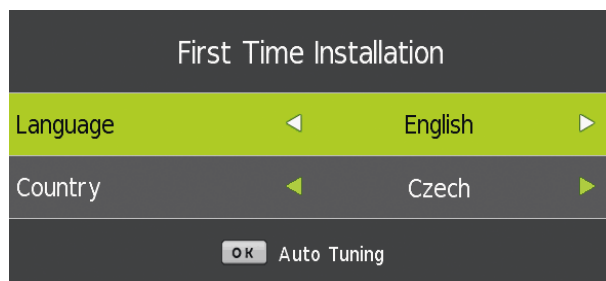 First Time Installation
Language English
Country Czech
OK Auto Tuning